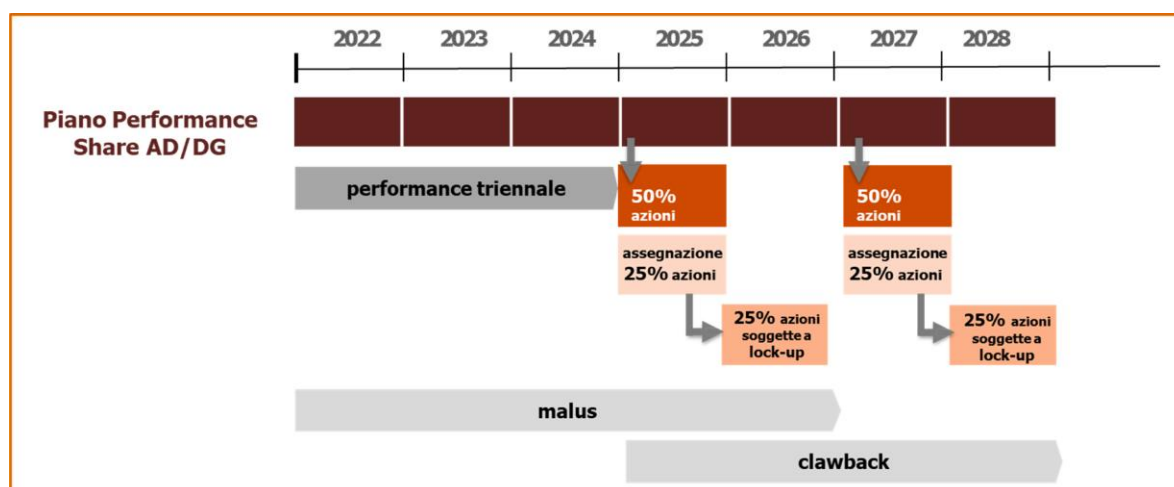 2022 2023 2024 2025 2026 2027 2028
Piano Performance
Share AD/DG
performance triennale
50%
azioni
50%
azioni
assegnazione
25% azioni
assegnazione
25% azioni
25% azioni
soggette a
lock-up
25% azioni
soggette a
lock-up
malus
clawback